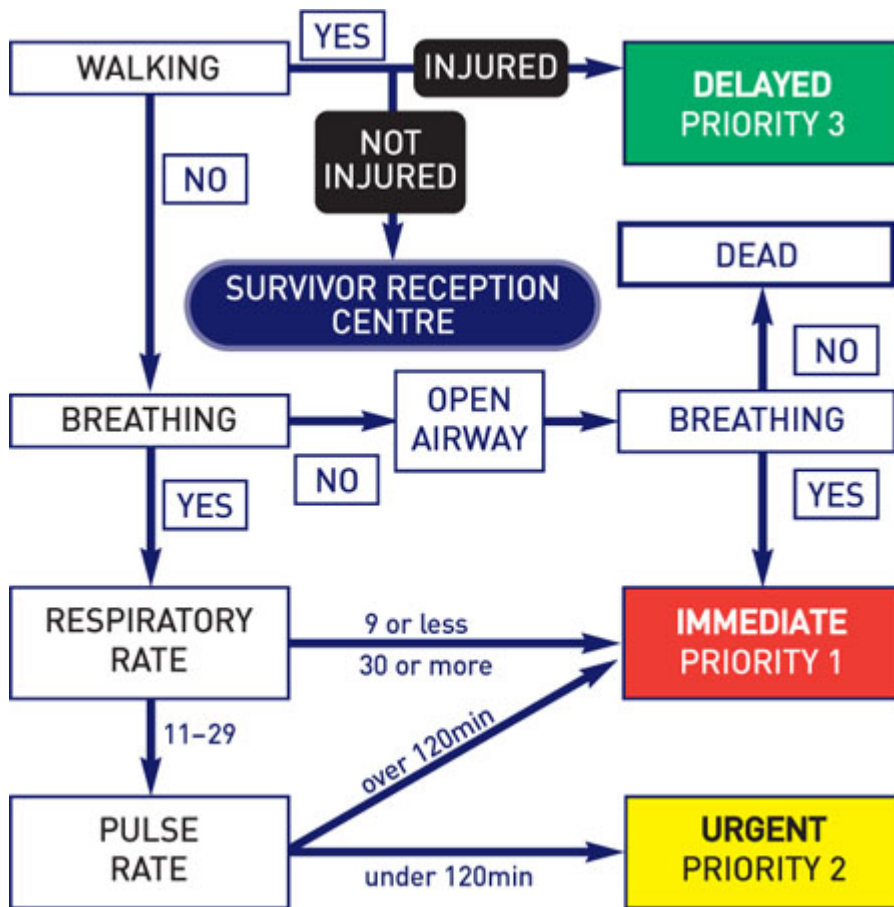 YES
WALKING
INJURED
DELAYED
PRIORITY 3
NOT
INJURED
NO
DEAD
SURVIVOR RECEPTION
CENTRE
NO
BREATHING
OPEN
AIRWAY
BREATHING
NO
YES
YES
RESPIRATORY
RATE
9 or less
30 or more
IMMEDIATE
PRIORITY 1
11–29
over 120min
PULSE
RATE
under 120min
URGENT
PRIORITY 2